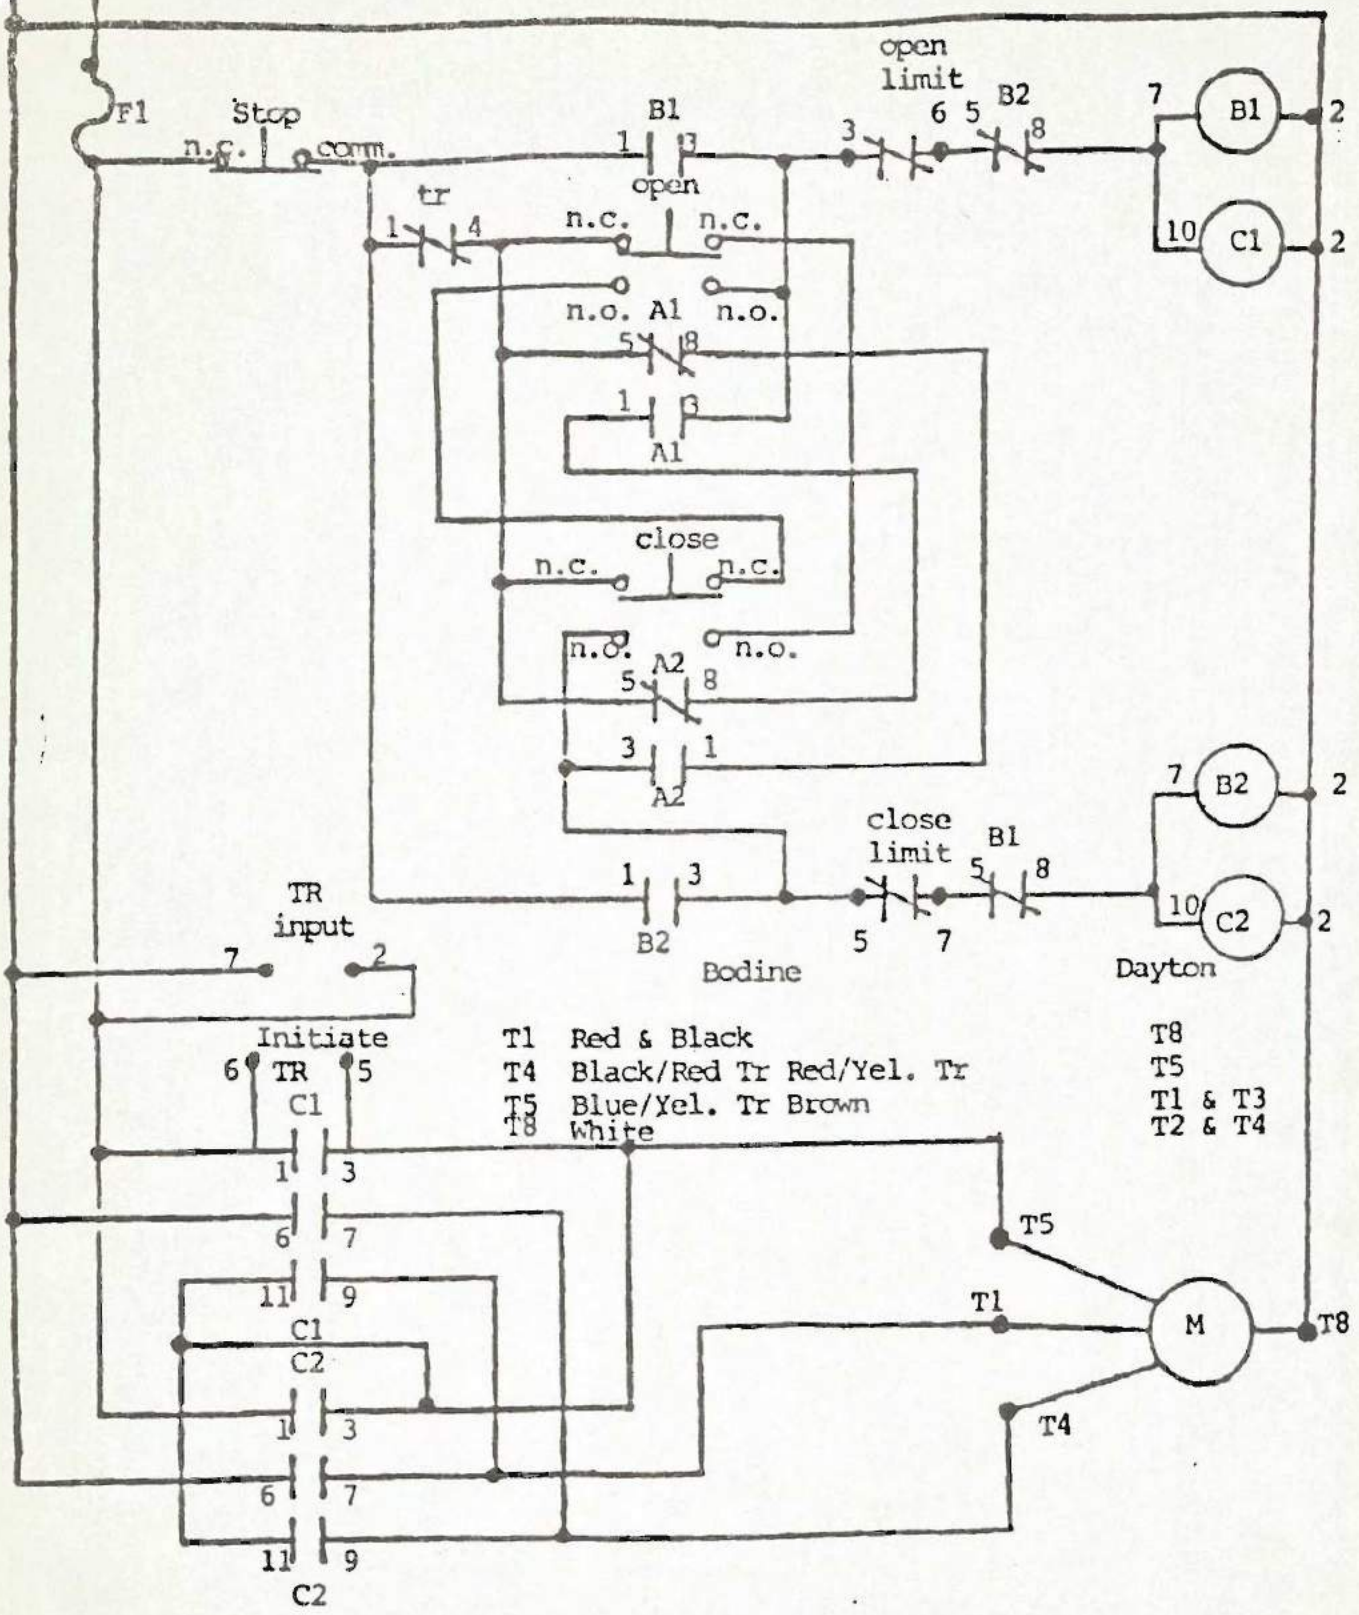 open
limit
F1
Stop
n.c.
comm.
B1
1
3
3
6
5
B2
8
7
B1
2
open
tr
1
4
n.c.
n.c.
10
C1
2
n.o.
A1
n.o.
5
8
1
3
A1
close
n.c.
n.c.
n.o.
n.o.
A2
5
8
3
1
A2
7
B2
2
close
limit
B1
5
8
1
3
B2
5
7
10
C2
2
TR
input
7
2
Bodine
Dayton
Initiate
6
TR
5
C1
T1 Red & Black
T4 Black/Red Tr Red/Yel. Tr
T5 Blue/Yel. Tr Brown
T8 White
T8
T5
T1 & T3
T2 & T4
1
3
6
7
T5
11
9
C1
T1
M
T8
C2
1
3
T4
6
7
11
9
C2